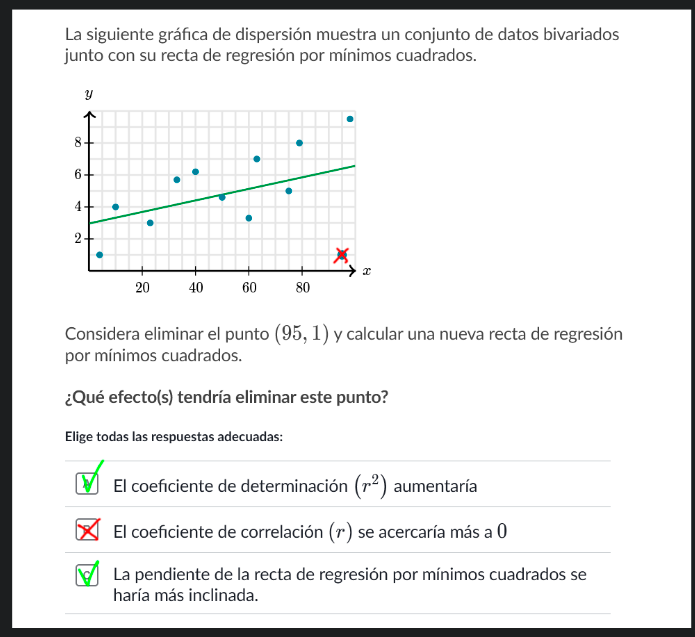 La siguiente gráfica de dispersión muestra un conjunto de datos bivariados
junto con su recta de regresión por mínimos cuadrados.
y
8
6
4
2
x
20 40 60 80
Considera eliminar el punto (95, 1) y calcular una nueva recta de regresión
por mínimos cuadrados.
¿Qué efecto(s) tendría eliminar este punto?
Elige todas las respuestas adecuadas:
El coeficiente de determinación (r²) aumentaría
El coeficiente de correlación (r) se acercaría más a 0
La pendiente de la recta de regresión por mínimos cuadrados se
haría más inclinada.